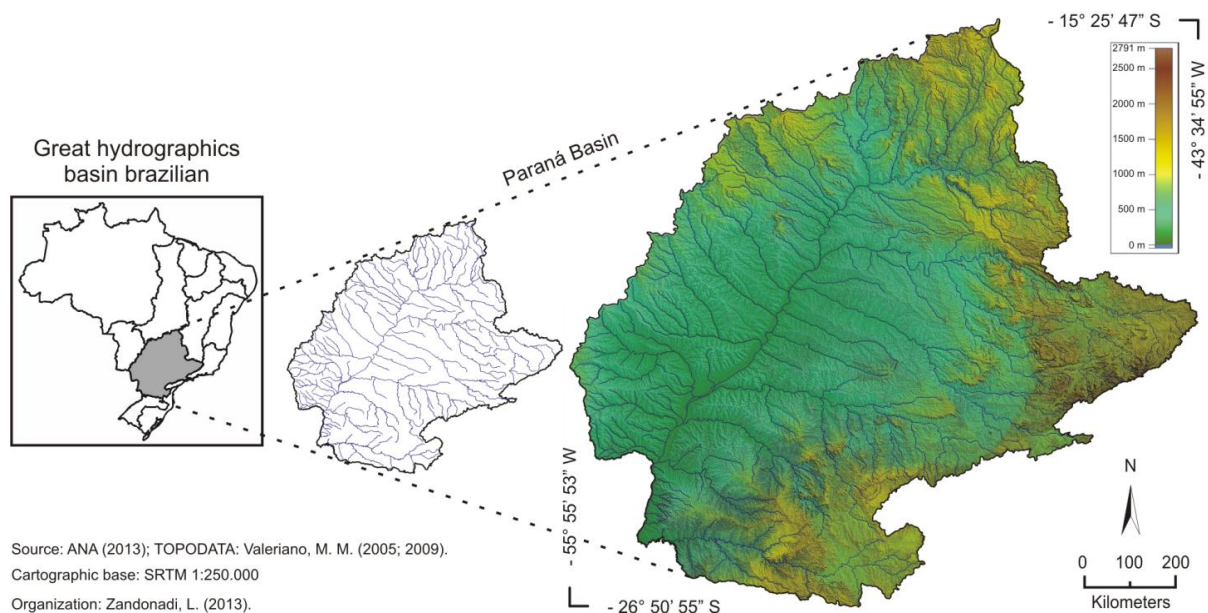 Great hydrographics
basin brazilian
Paraná Basin
- 15° 25' 47" S
- 43° 34' 55" W
2791 m
2500 m
2000 m
1500 m
1000 m
500 m
0 m
- 55° 55' 53" W
- 26° 50' 55" S
N
0 100 200
Kilometers
Source: ANA (2013); TOPODATA: Valeriano, M. M. (2005; 2009).
Cartographic base: SRTM 1:250.000
Organization: Zandonadi, L. (2013).